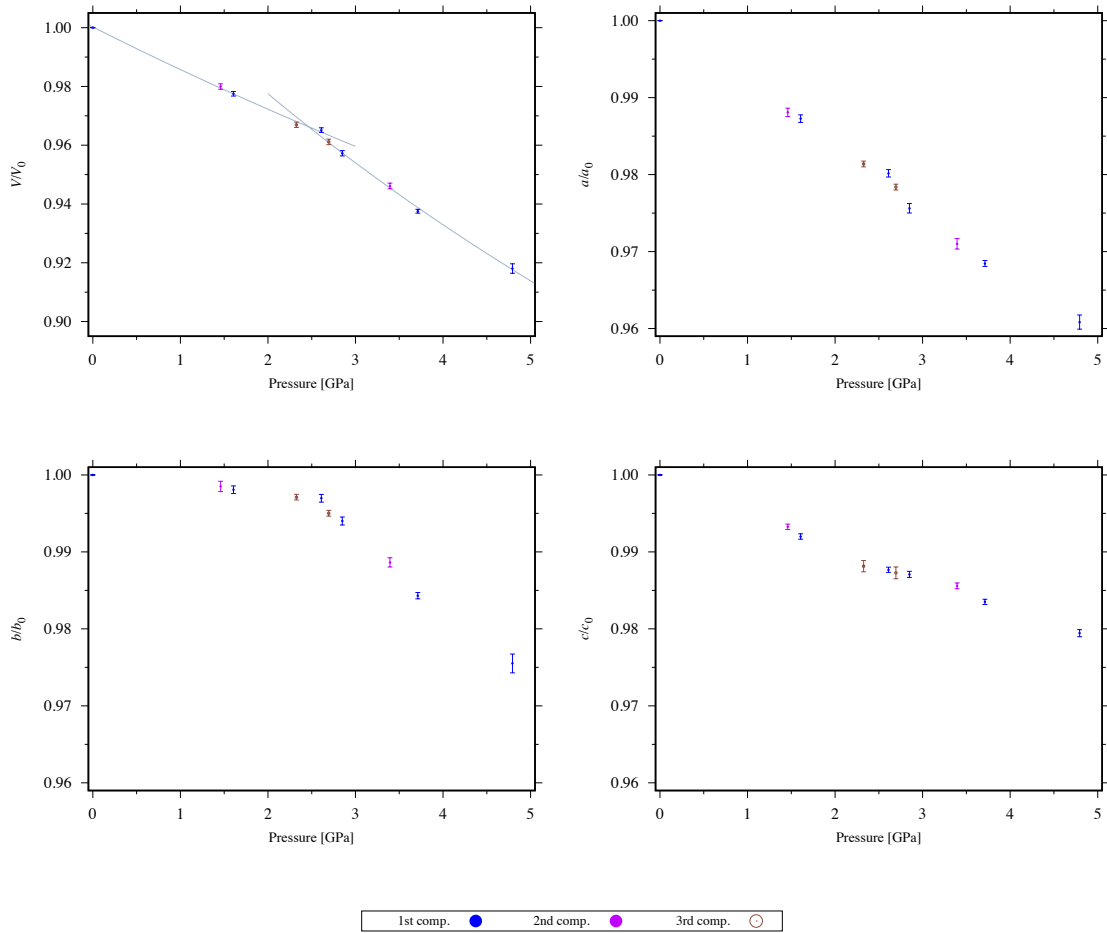 1.00
0.98
0.96
0.94
0.92
0.90
V/V0
0 1 2 3 4 5
Pressure [GPa]
1.00
0.99
0.98
0.97
0.96
a/a0
0 1 2 3 4 5
Pressure [GPa]
1.00
0.99
0.98
0.97
0.96
b/b0
0 1 2 3 4 5
Pressure [GPa]
1.00
0.99
0.98
0.97
0.96
c/c0
0 1 2 3 4 5
Pressure [GPa]
1st comp. 2nd comp. 3rd comp.